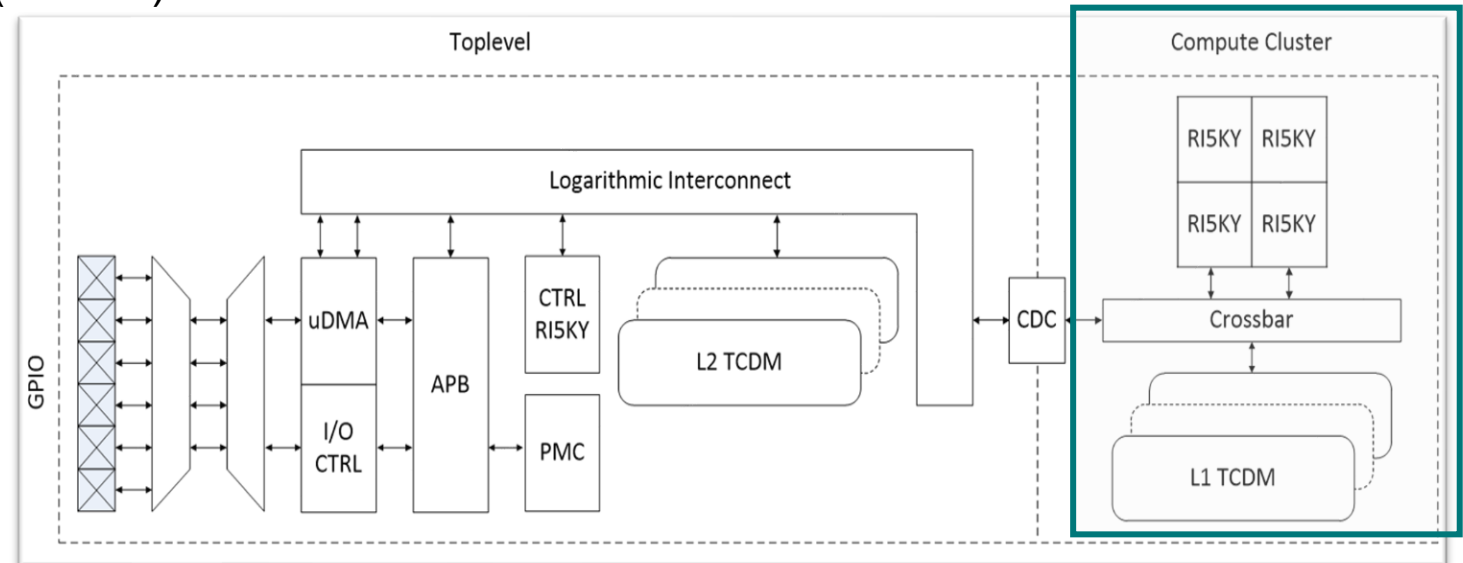 Toplevel
Compute Cluster
RI5KY RI5KY
RI5KY RI5KY
Logarithmic Interconnect
GPIO
uDMA
I/O
CTRL
APB
CTRL
RI5KY
PMC
L2 TCDM
CDC
Crossbar
L1 TCDM